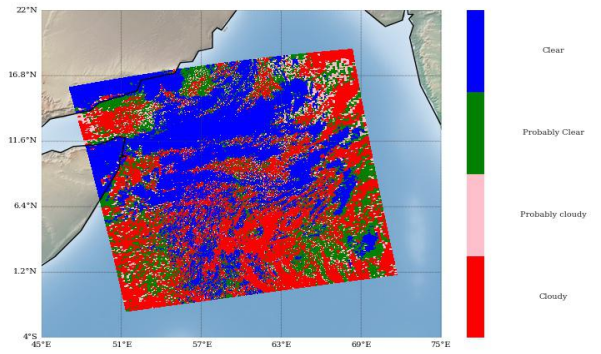 22°N
16.8°N
11.6°N
6.4°N
1.2°N
4°S
45°E 51°E 57°E 63°E 69°E 75°E
Clear
Probably Clear
Probably cloudy
Cloudy